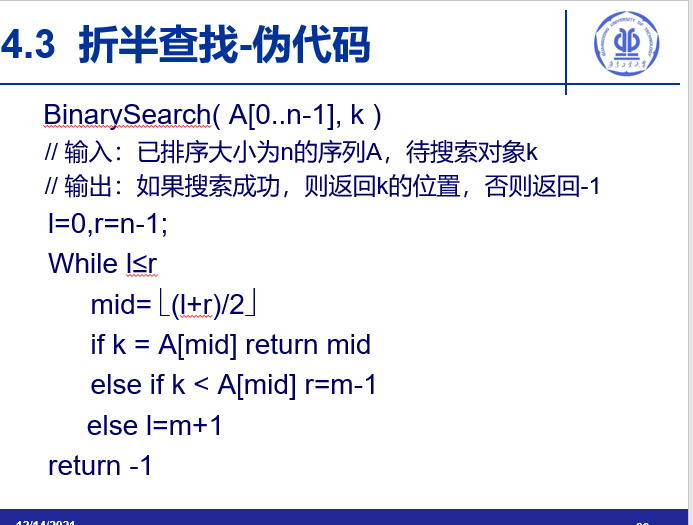 4.3 折半查找-伪代码
BinarySearch( A[0..n-1], k )
// 输入：已排序大小为n的序列A，待搜索对象k
// 输出：如果搜索成功，则返回k的位置，否则返回-1
l=0,r=n-1;
While l≤r
mid=⌊(l+r)/2⌋
if k = A[mid] return mid
else if k < A[mid] r=m-1
else l=m+1
return -1